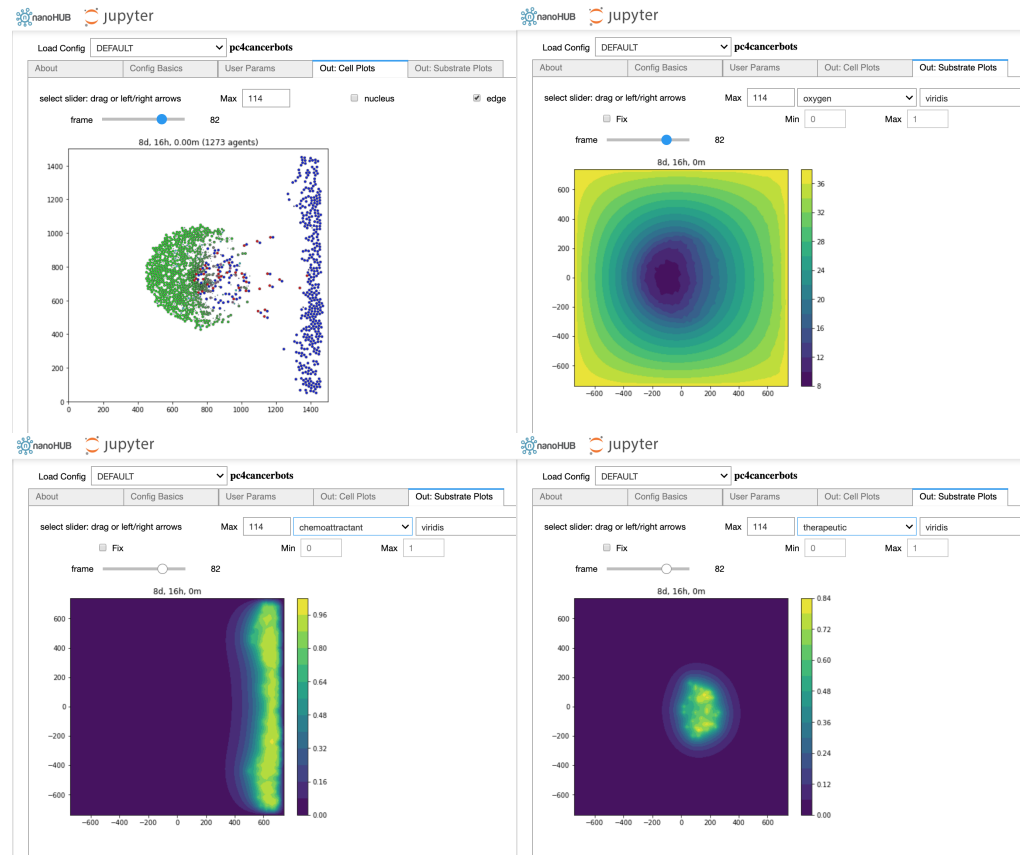 nanoHUB jupyter
Load Config DEFAULT pc4cancerbots
About Config Basics User Params Out: Cell Plots Out: Substrate Plots
select slider: drag or left/right arrows Max 114 nucleus edge
frame 82
8d, 16h, 0.00m (1273 agents)
1400
1200
1000
800
600
400
200
0
0 200 400 600 800 1000 1200 1400
nanoHUB jupyter
Load Config DEFAULT pc4cancerbots
About Config Basics User Params Out: Cell Plots Out: Substrate Plots
select slider: drag or left/right arrows Max 114 oxygen viridis
Fix Min 0 Max 1
frame 82
8d, 16h, 0m
600
400
200
0
−200
−400
−600
−600 −400 −200 0 200 400 600
36
32
28
24
20
16
12
8
nanoHUB jupyter
Load Config DEFAULT pc4cancerbots
About Config Basics User Params Out: Cell Plots Out: Substrate Plots
select slider: drag or left/right arrows Max 114 chemoattractant viridis
Fix Min 0 Max 1
frame 82
8d, 16h, 0m
600
400
200
0
−200
−400
−600
−600 −400 −200 0 200 400 600
0.96
0.80
0.64
0.48
0.32
0.16
0.00
nanoHUB jupyter
Load Config DEFAULT pc4cancerbots
About Config Basics User Params Out: Cell Plots Out: Substrate Plots
select slider: drag or left/right arrows Max 114 therapeutic viridis
Fix Min 0 Max 1
frame 82
8d, 16h, 0m
600
400
200
0
−200
−400
−600
−600 −400 −200 0 200 400 600
0.84
0.72
0.60
0.48
0.36
0.24
0.12
0.00